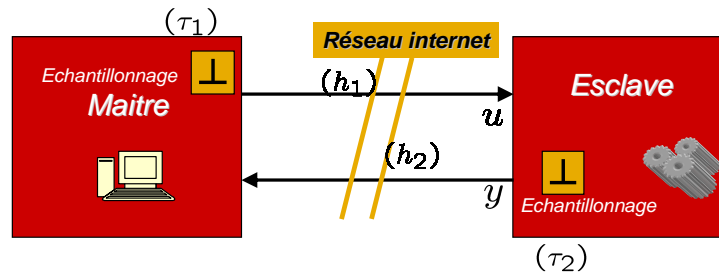 (τ₁)
Réseau internet
Echantillonnage
⊥
Maitre
(h₁)
Esclave
u
(h₂)
⊥
y
Echantillonnage
(τ₂)